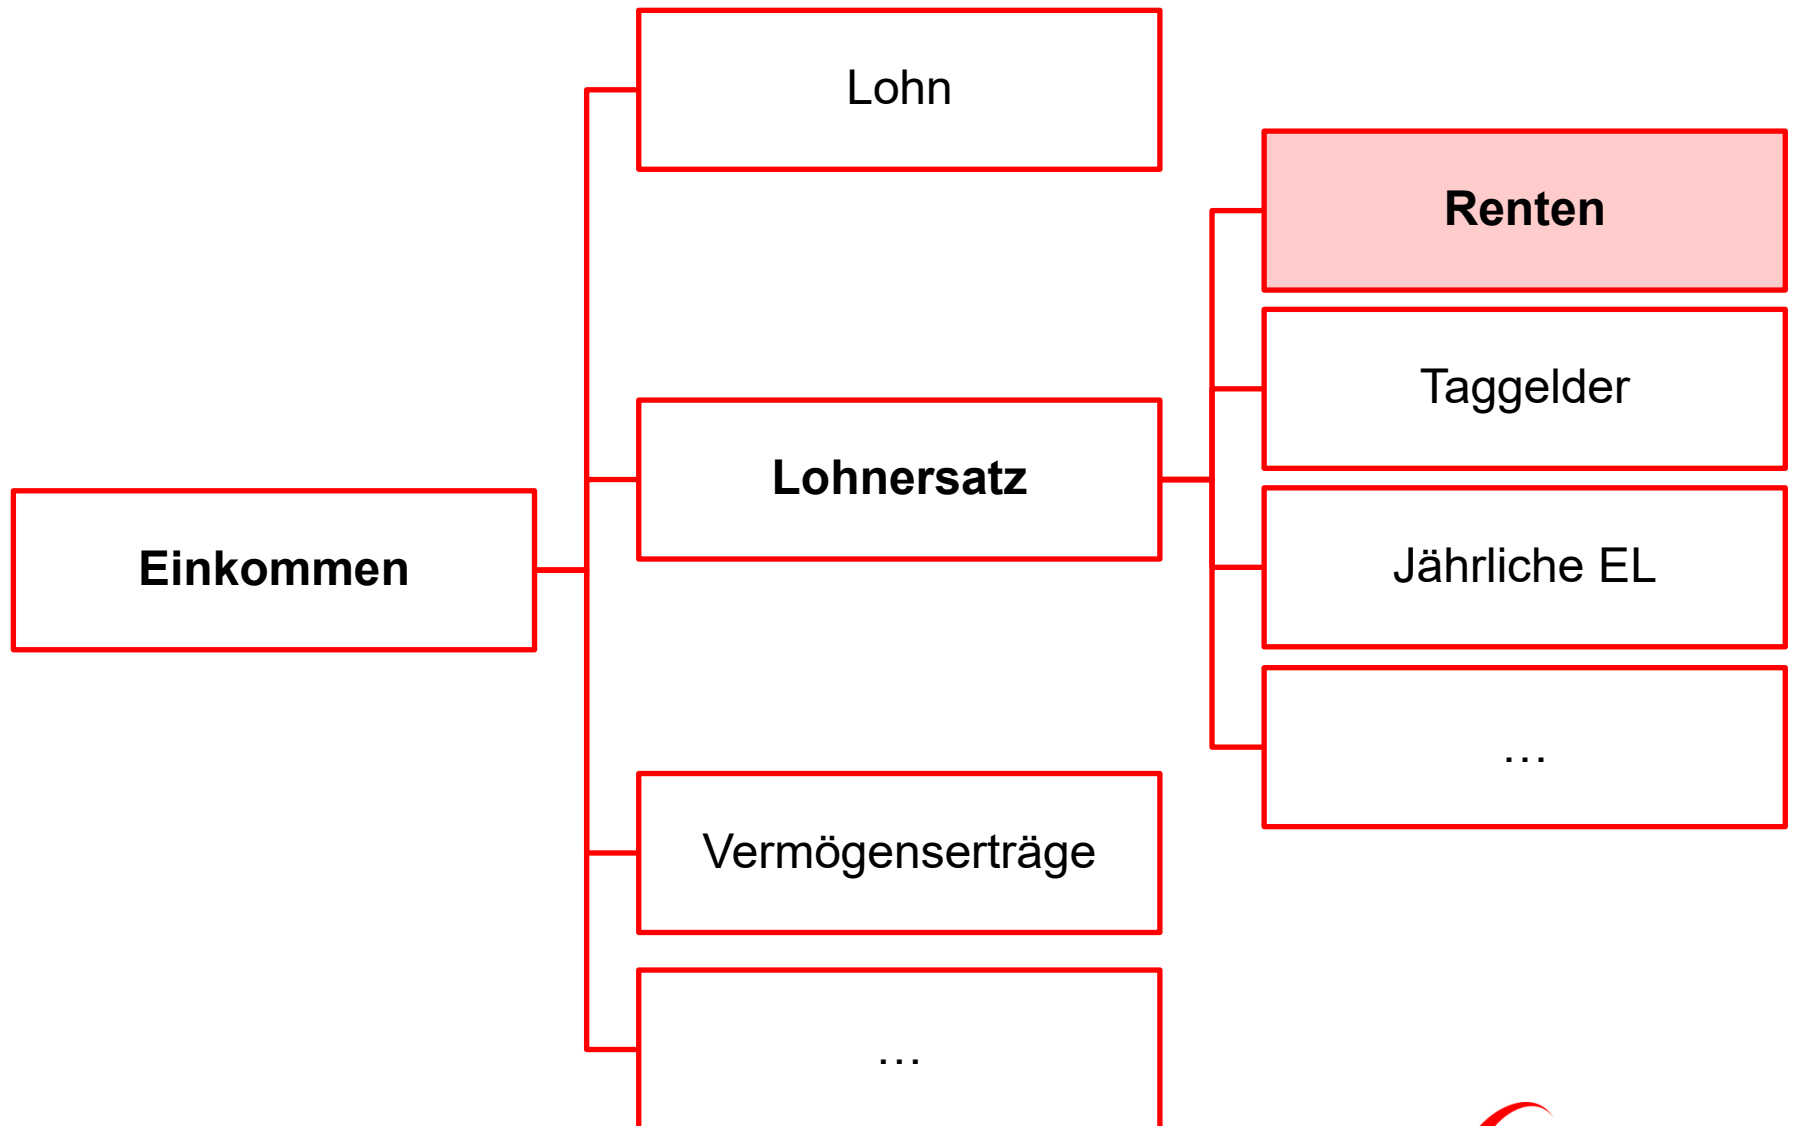 Lohn
Renten
Taggelder
Lohnersatz
Jährliche EL
Einkommen
…
Vermögenserträge
…